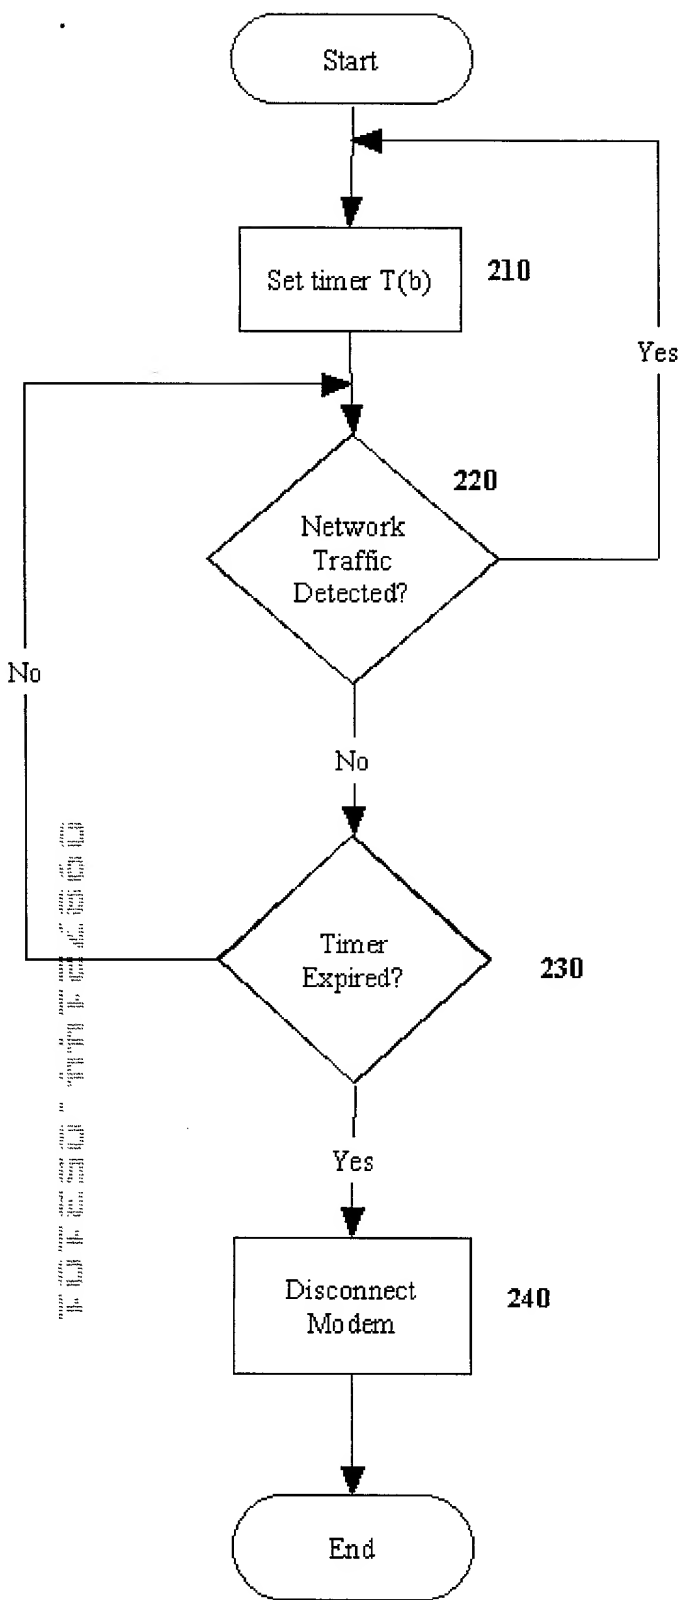 Start
Set timer T(b)
210
Yes
220
Network
Traffic
Detected?
No
No
Timer
Expired?
230
Yes
Disconnect
Modem
240
End